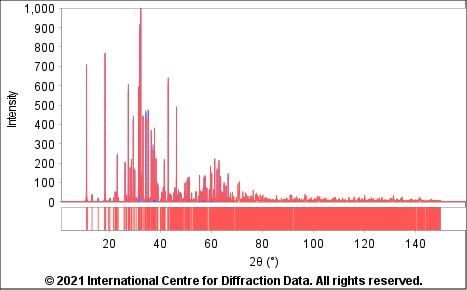 1,000
900
800
700
600
500
400
300
200
100
0
Intensity
20 40 60 80 100 120 140
2θ (°)
© 2021 International Centre for Diffraction Data. All rights reserved.